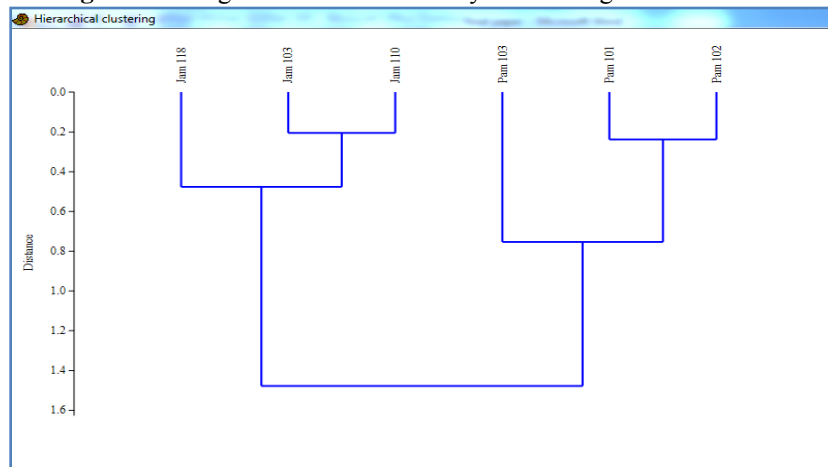 Hierarchical clustering
Jam 118
Jam 103
Jam 110
Pam 103
Pam 101
Pam 102
0.0
0.2
0.4
0.6
0.8
1.0
1.2
1.4
1.6
Distance